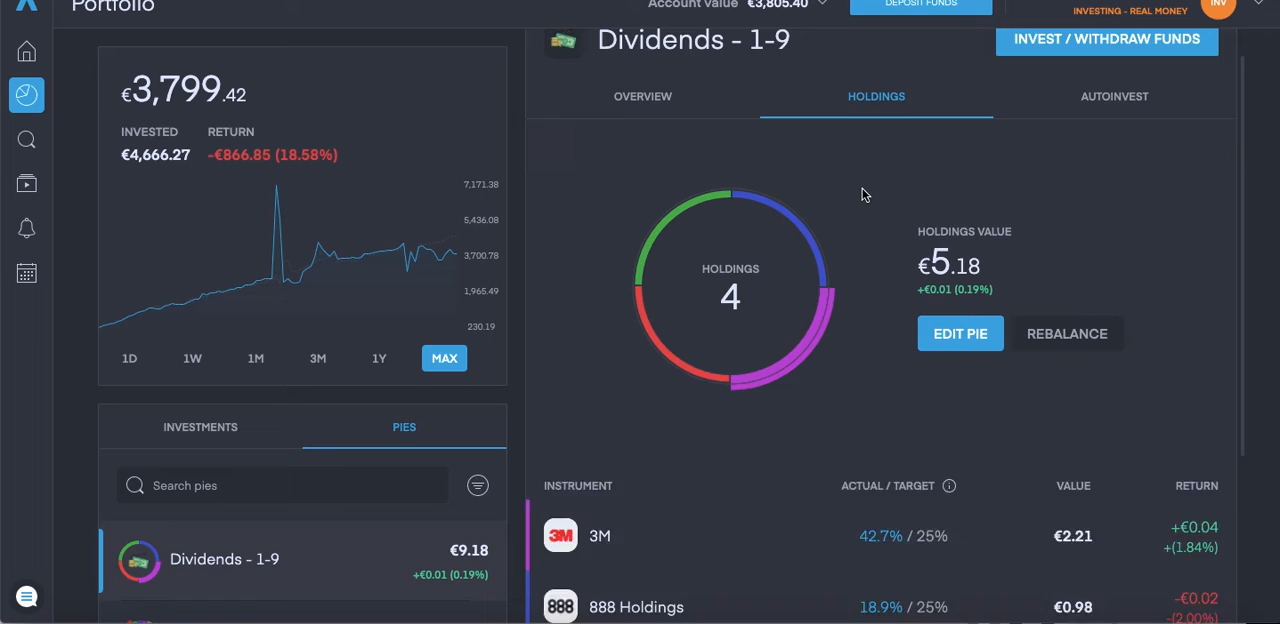 Portfolio
Account value €3,805.40
DEPOSIT FUNDS
INVESTING - REAL MONEY
INV
€3,799.42
INVESTED RETURN
€4,666.27 -€866.85 (18.58%)
7,171.38
5,436.08
3,700.78
1,965.49
230.19
1D 1W 1M 3M 1Y MAX
INVESTMENTS PIES
Search pies
Dividends - 1-9
€9.18
+€0.01 (0.19%)
Dividends - 1-9
INVEST / WITHDRAW FUNDS
OVERVIEW HOLDINGS AUTOINVEST
HOLDINGS
4
HOLDINGS VALUE
€5.18
+€0.01 (0.19%)
EDIT PIE REBALANCE
INSTRUMENT ACTUAL / TARGET i VALUE RETURN
3M 3M 42.7% / 25% €2.21 +€0.04
+(1.84%)
888 888 Holdings 18.9% / 25% €0.98 -€0.02
-(2.00%)